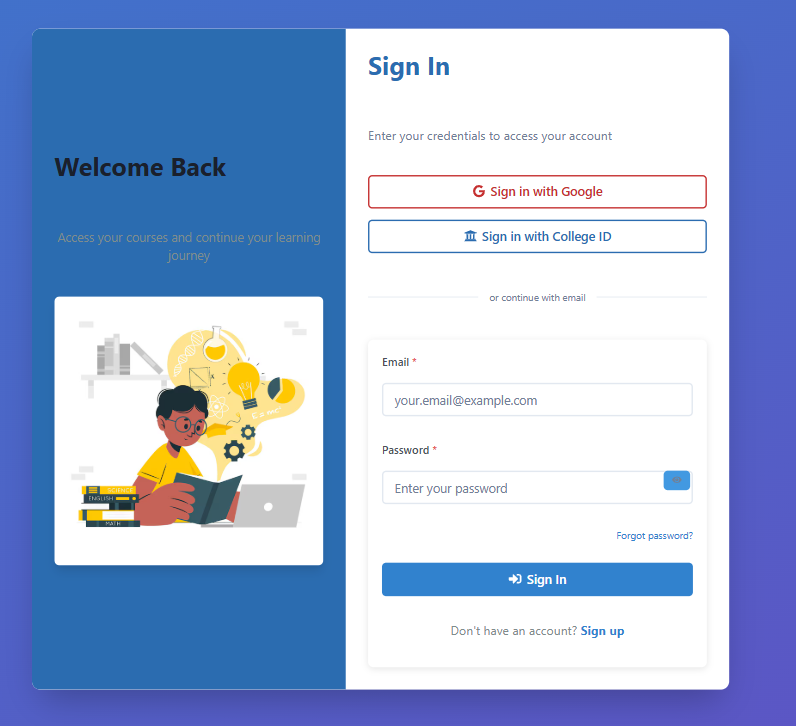 Welcome Back
Access your courses and continue your learning
journey
SCIENCE
ENGLISH
MATH
Sign In
Enter your credentials to access your account
Sign in with Google
Sign in with College ID
or continue with email
Email *
your.email@example.com
Password *
Enter your password
Forgot password?
Sign In
Don't have an account? Sign up